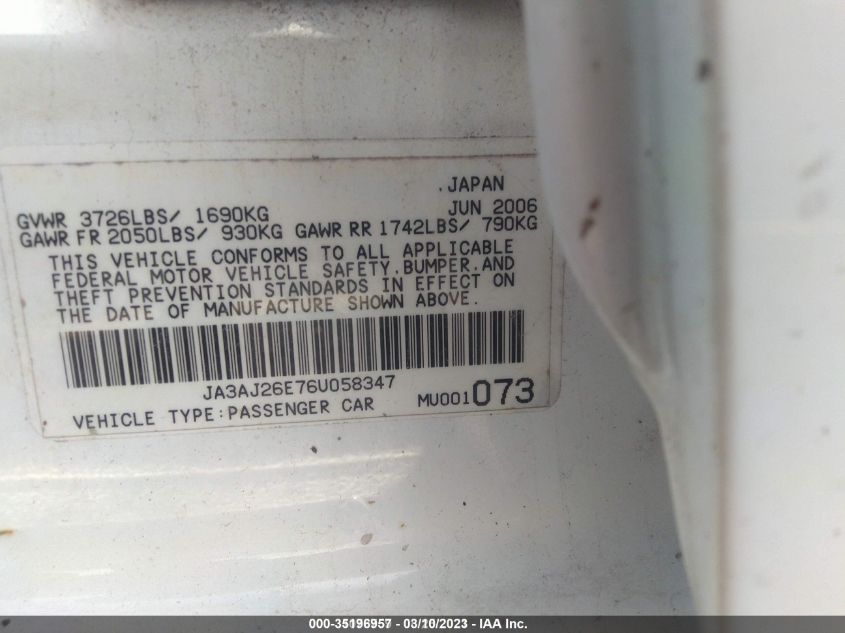 .JAPAN
GVWR 3726LBS/ 1690KG JUN 2006
GAWR FR 2050LBS/ 930KG GAWR RR 1742LBS/ 790KG
THIS VEHICLE CONFORMS TO ALL APPLICABLE
FEDERAL MOTOR VEHICLE SAFETY.BUMPER.AND
THEFT PREVENTION STANDARDS IN EFFECT ON
THE DATE OF MANUFACTURE SHOWN ABOVE.
JA3AJ26E76U058347
VEHICLE TYPE:PASSENGER CAR MU001073
000-35196957 - 03/10/2023 - IAA Inc.